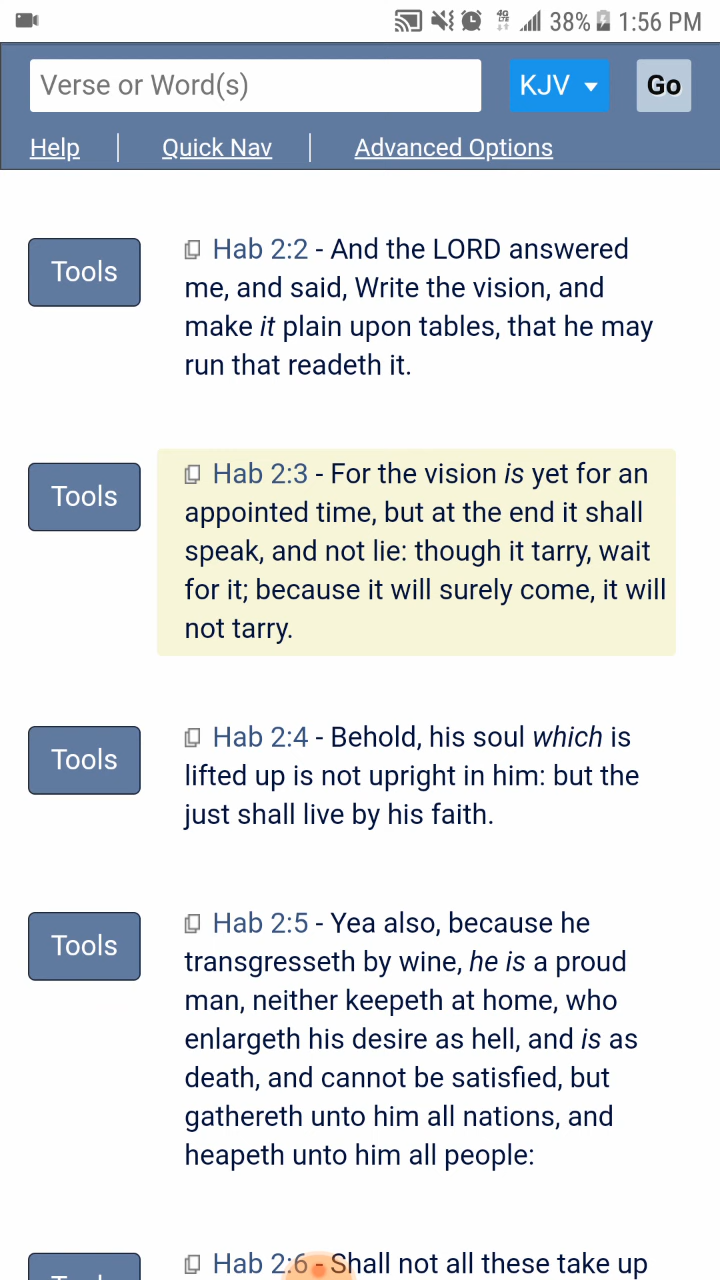 4G LTE 38% 1:56 PM
Verse or Word(s) KJV Go
Help | Quick Nav | Advanced Options
Tools
Hab 2:2 - And the LORD answered
me, and said, Write the vision, and
make it plain upon tables, that he may
run that readeth it.
Tools
Hab 2:3 - For the vision is yet for an
appointed time, but at the end it shall
speak, and not lie: though it tarry, wait
for it; because it will surely come, it will
not tarry.
Tools
Hab 2:4 - Behold, his soul which is
lifted up is not upright in him: but the
just shall live by his faith.
Tools
Hab 2:5 - Yea also, because he
transgresseth by wine, he is a proud
man, neither keepeth at home, who
enlargeth his desire as hell, and is as
death, and cannot be satisfied, but
gathereth unto him all nations, and
heapeth unto him all people:
Tools
Hab 2:6 - Shall not all these take up